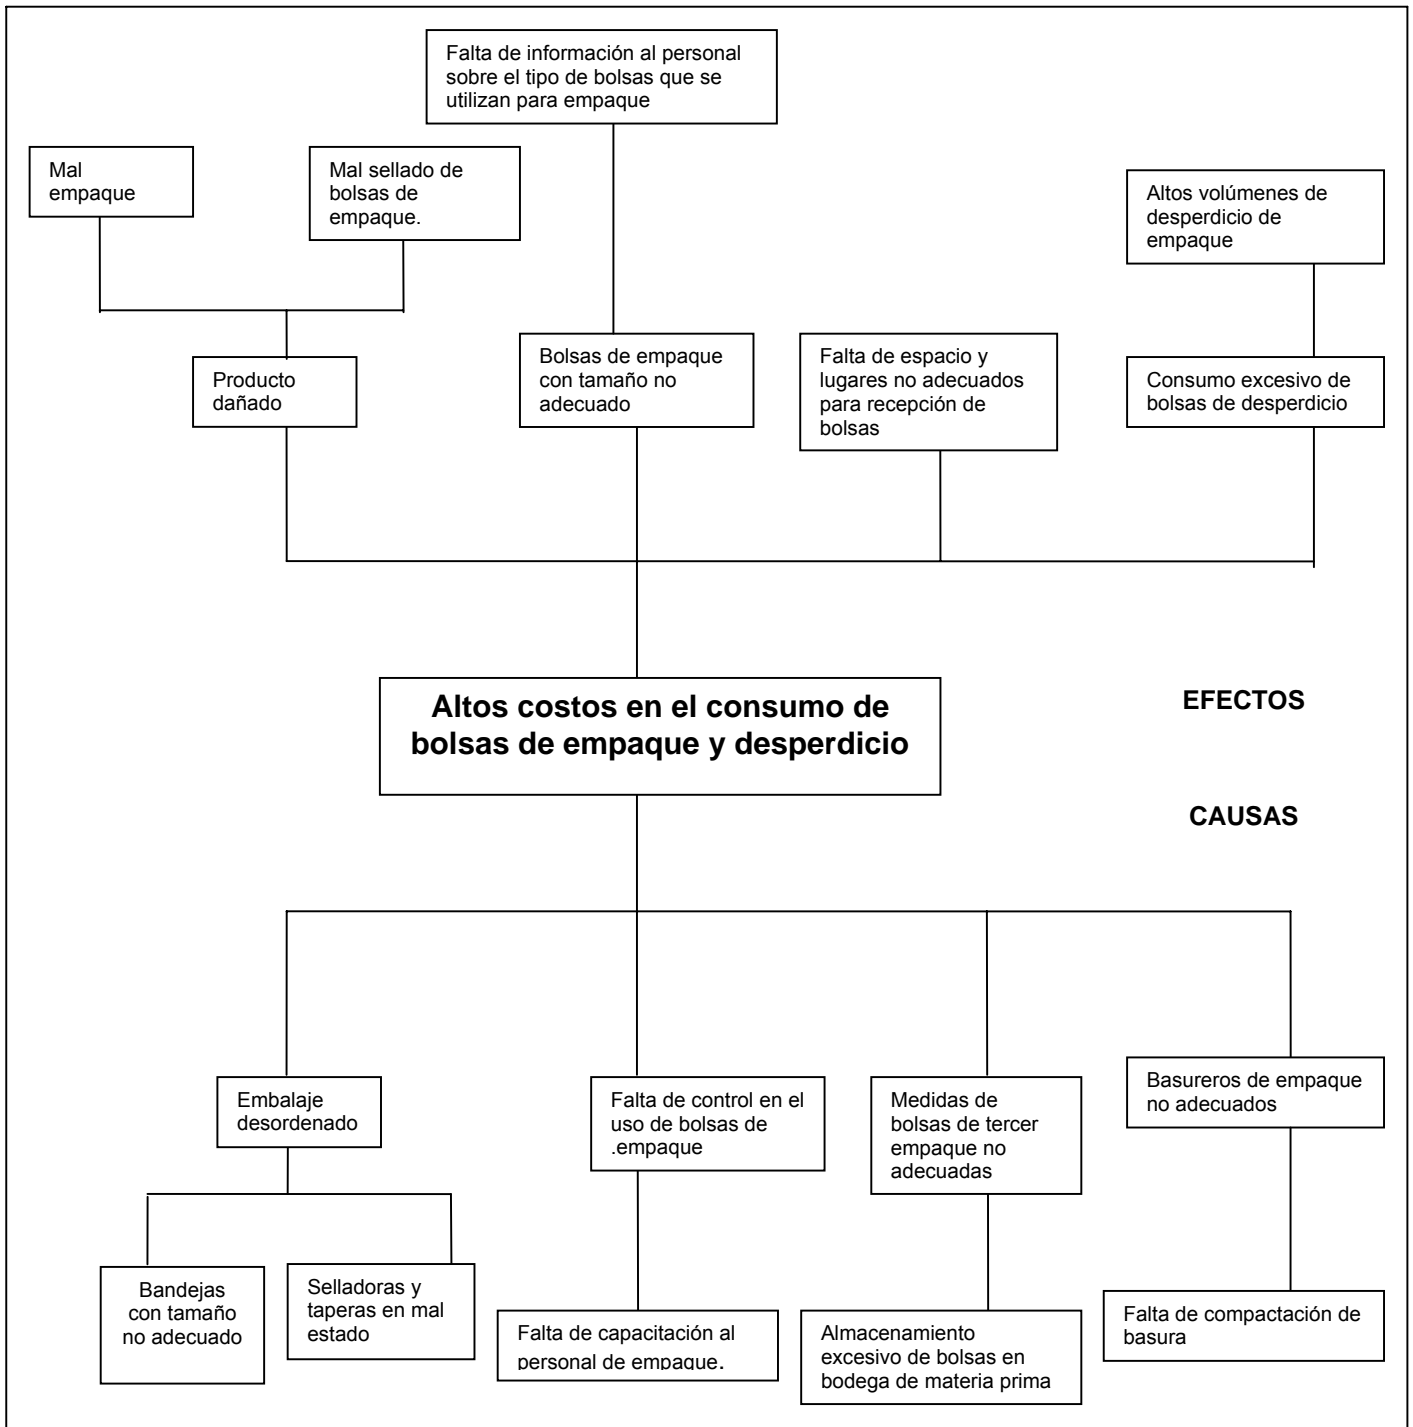 Falta de información al personal
sobre el tipo de bolsas que se
utilizan para empaque
Mal
empaque
Mal sellado de
bolsas de
empaque.
Altos volúmenes de
desperdicio de
empaque
Producto
dañado
Bolsas de empaque
con tamaño no
adecuado
Falta de espacio y
lugares no adecuados
para recepción de
bolsas
Consumo excesivo de
bolsas de desperdicio
Altos costos en el consumo de
bolsas de empaque y desperdicio
EFECTOS
CAUSAS
Embalaje
desordenado
Falta de control en el
uso de bolsas de
.empaque
Medidas de
bolsas de tercer
empaque no
adecuadas
Basureros de empaque
no adecuados
Bandejas
con tamaño
no adecuado
Selladoras y
taperas en mal
estado
Falta de capacitación al
personal de empaque.
Almacenamiento
excesivo de bolsas en
bodega de materia prima
Falta de compactación de
basura